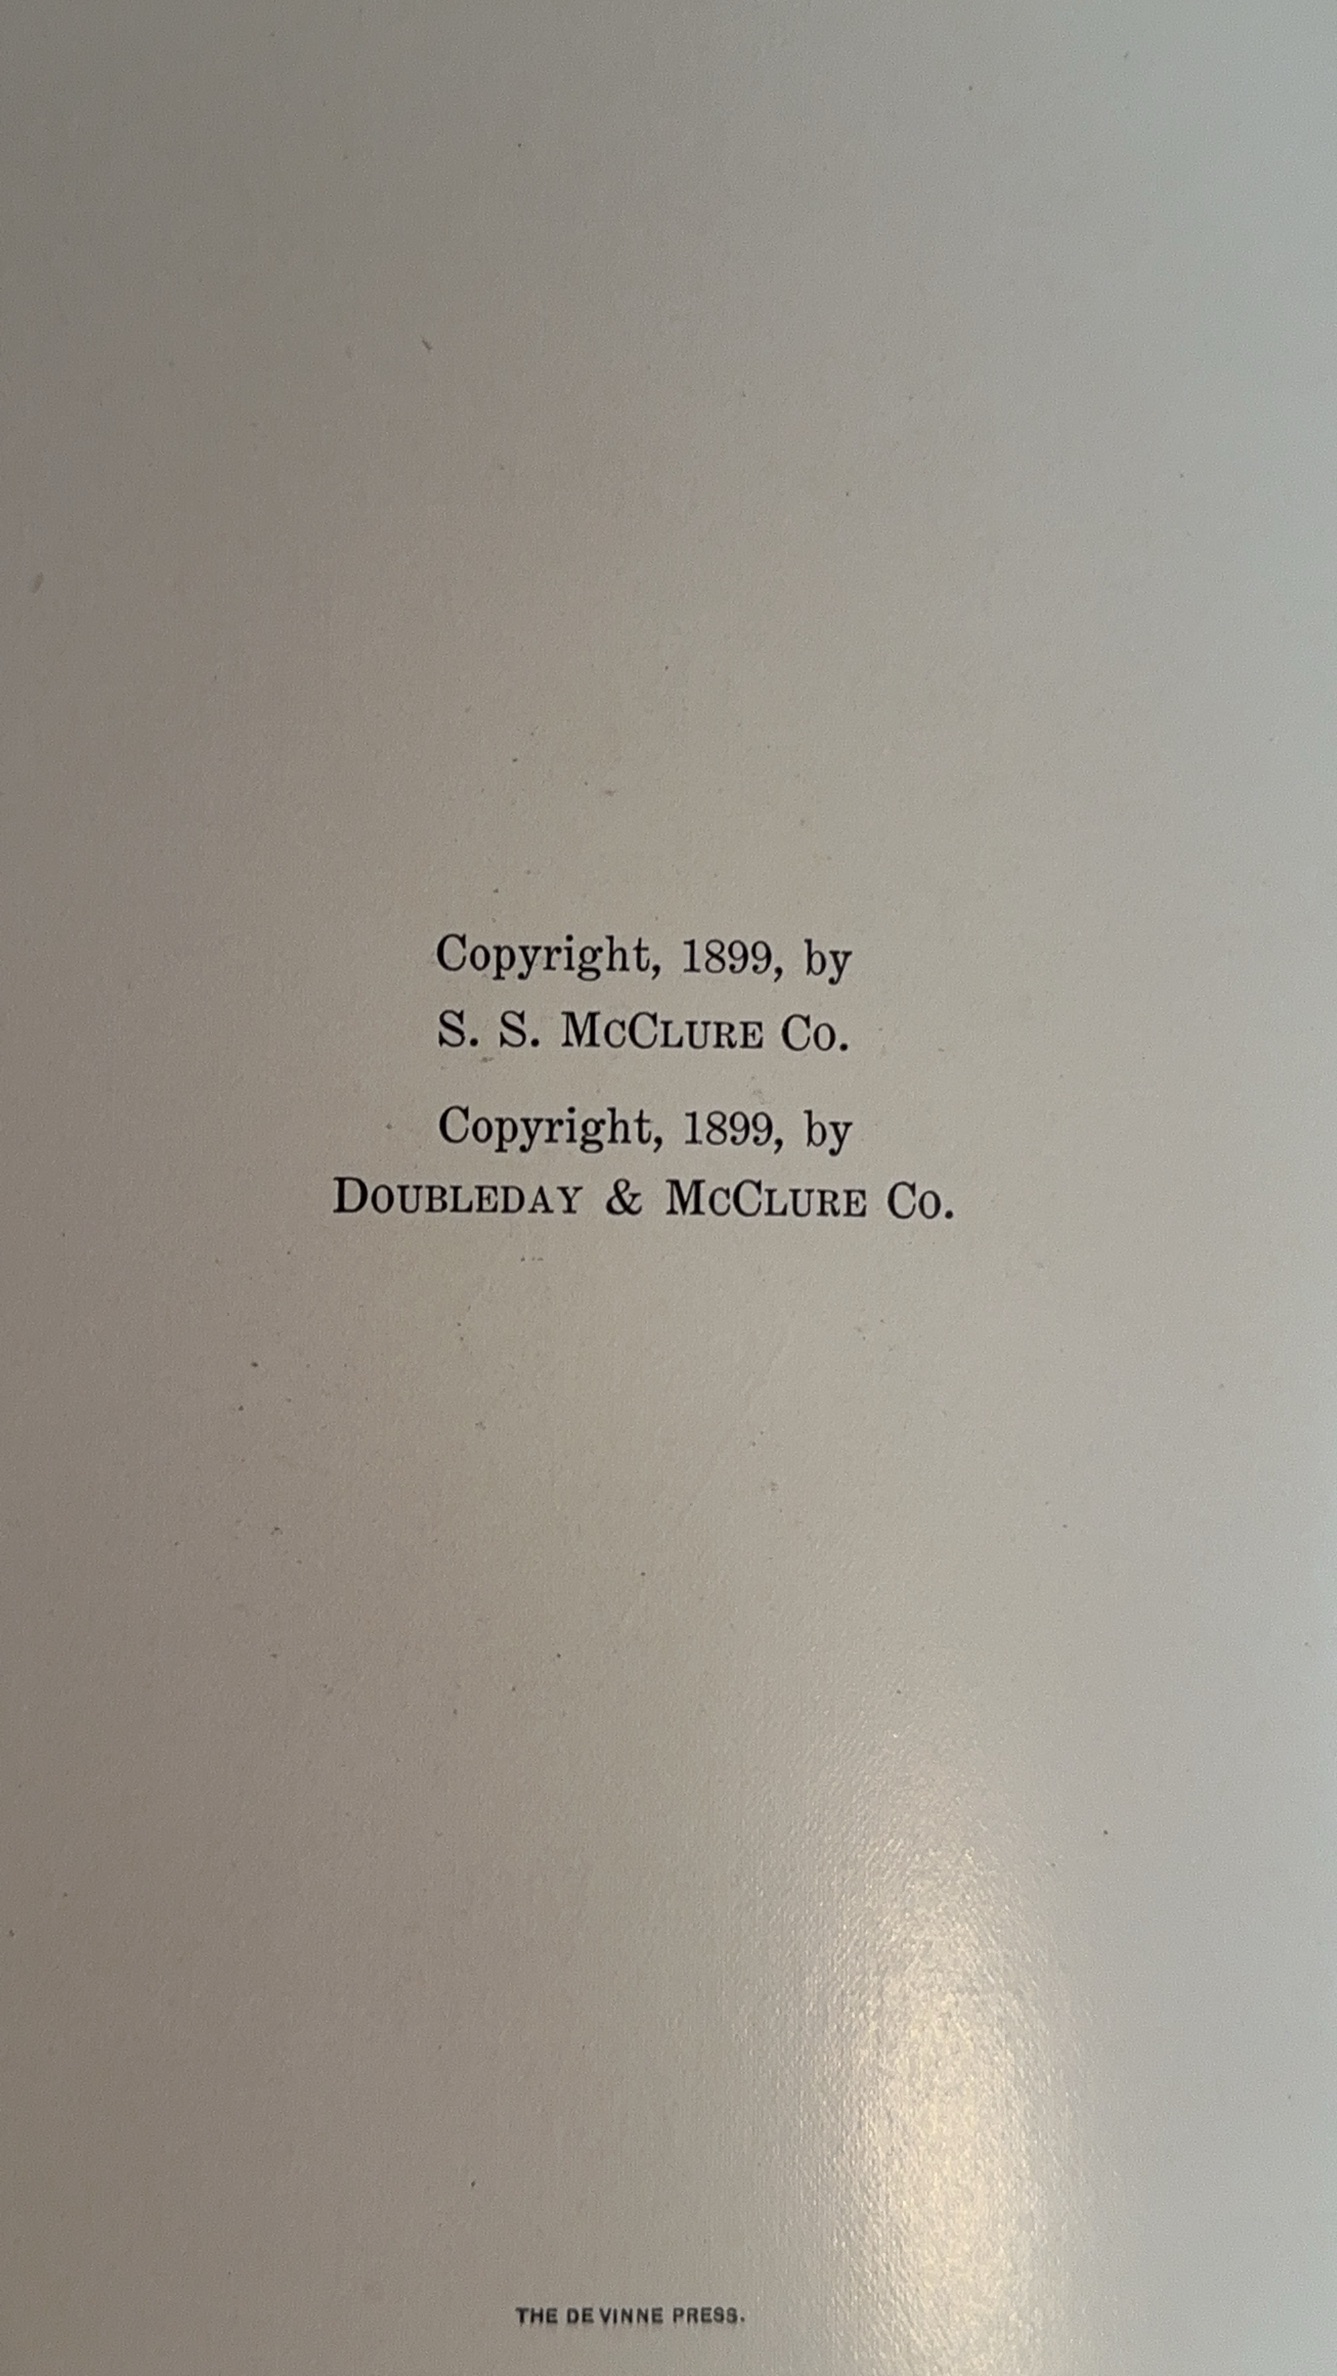 Copyright, 1899, by
S. S. McClure Co.
Copyright, 1899, by
Doubleday & McClure Co.
THE DE VINNE PRESS.